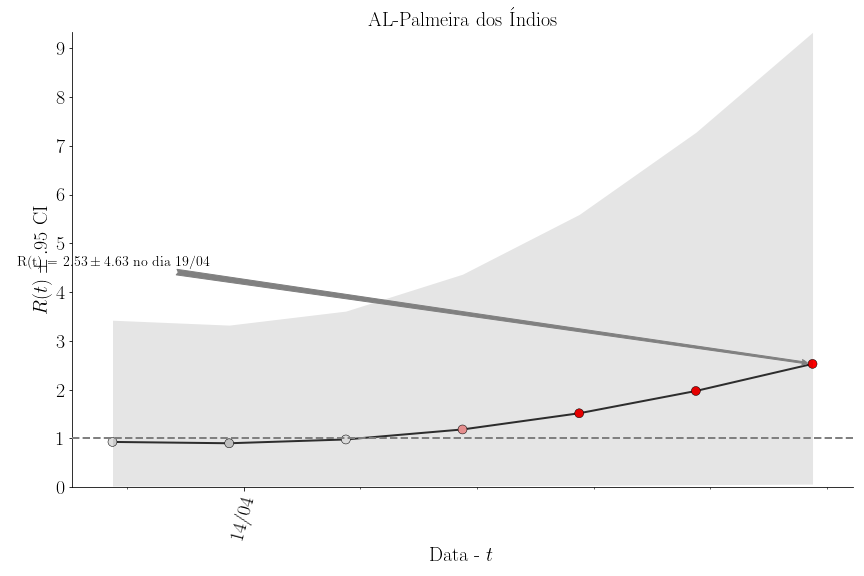 AL-Palmeira dos Índios
9
8
7
6
5
4
3
2
1
0
R(t) ± .95 CI
R(t) = 2.53 ± 4.63 no dia 19/04
14/04
Data - t